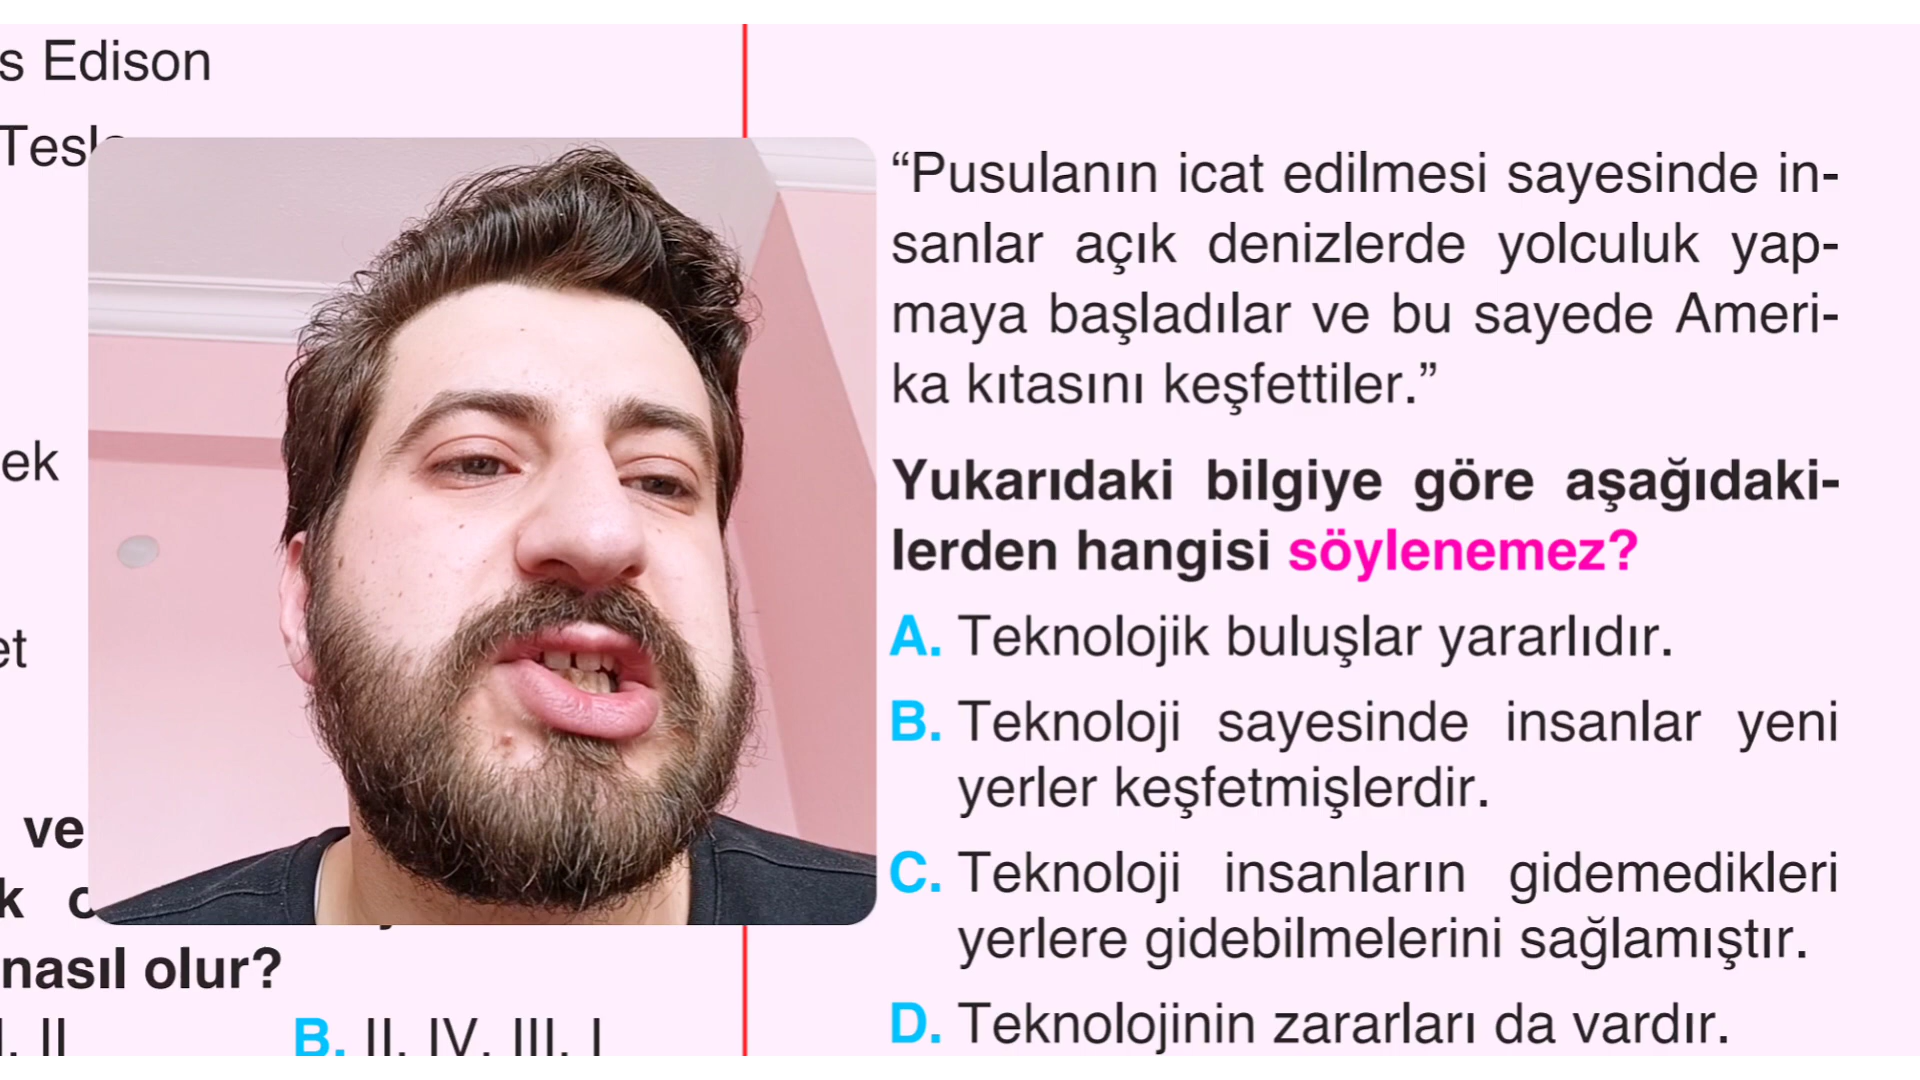 s Edison
ek
et
ve
k
nasıl olur?
B. II, IV, III, I
“Pusulanın icat edilmesi sayesinde in-
sanlar açık denizlerde yolculuk yap-
maya başladılar ve bu sayede Ameri-
ka kıtasını keşfettiler.”
Yukarıdaki bilgiye göre aşağıdaki-
lerden hangisi söylenemez?
A. Teknolojik buluşlar yararlıdır.
B. Teknoloji sayesinde insanlar yeni
yerler keşfetmişlerdir.
C. Teknoloji insanların gidemedikleri
yerlere gidebilmelerini sağlamıştır.
D. Teknolojinin zararları da vardır.